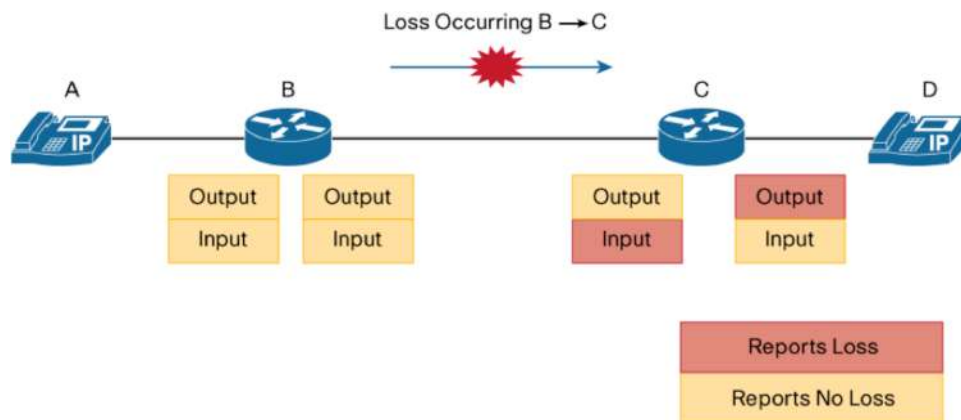 Loss Occurring B → C
A
B
C
D
IP
IP
Output
Output
Output
Output
Input
Input
Input
Input
Reports Loss
Reports No Loss